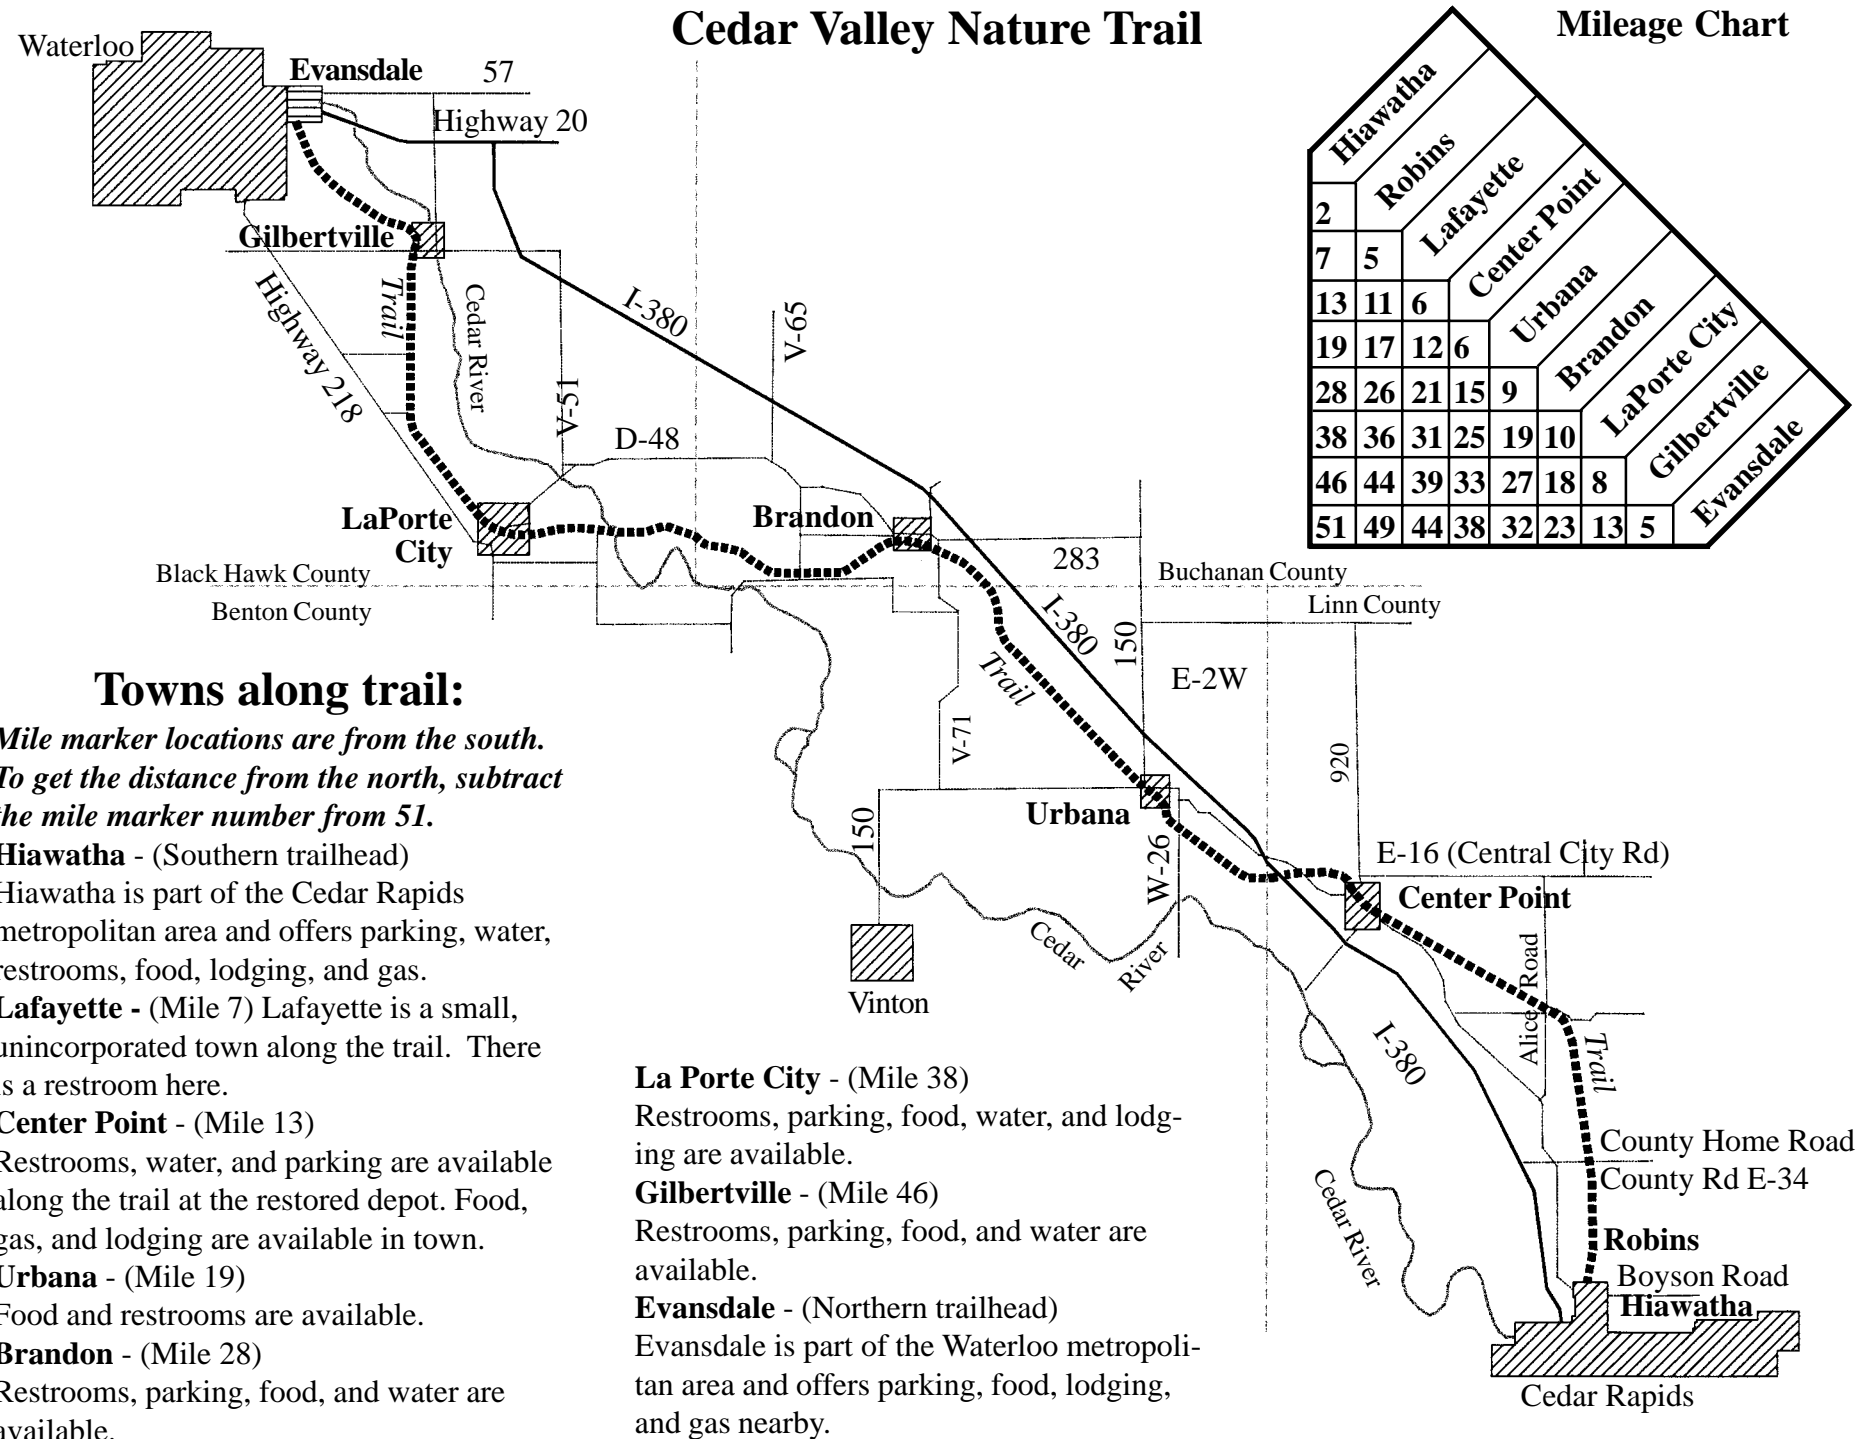 Cedar Valley Nature Trail
Mileage Chart
Waterloo
Evansdale
57
Highway 20
Gilbertville
Trail
Cedar River
Highway 218
I-380
V-65
V-51
D-48
LaPorte
City
Brandon
283
Black Hawk County
Benton County
Buchanan County
Linn County
I-380
150
E-2W
Trail
V-71
920
Urbana
150
W-26
E-16 (Central City Rd)
Center Point
Cedar
River
Vinton
Alice Road
I-380
Trail
County Home Road
County Rd E-34
Cedar River
Robins
Boyson Road
Hiawatha
Cedar Rapids
Hiawatha
2 Robins
7 5 Lafayette
13 11 6 Center Point
19 17 12 6 Urbana
28 26 21 15 9 Brandon
38 36 31 25 19 10 LaPorte City
46 44 39 33 27 18 8 Gilbertville
51 49 44 38 32 23 13 5 Evansdale
Towns along trail:
Mile marker locations are from the south.
To get the distance from the north, subtract
the mile marker number from 51.
Hiawatha - (Southern trailhead)
Hiawatha is part of the Cedar Rapids
metropolitan area and offers parking, water,
restrooms, food, lodging, and gas.
Lafayette - (Mile 7) Lafayette is a small,
unincorporated town along the trail. There
is a restroom here.
Center Point - (Mile 13)
Restrooms, water, and parking are available
along the trail at the restored depot. Food,
gas, and lodging are available in town.
Urbana - (Mile 19)
Food and restrooms are available.
Brandon - (Mile 28)
Restrooms, parking, food, and water are
available.
La Porte City - (Mile 38)
Restrooms, parking, food, water, and lodg-
ing are available.
Gilbertville - (Mile 46)
Restrooms, parking, food, and water are
available.
Evansdale - (Northern trailhead)
Evansdale is part of the Waterloo metropoli-
tan area and offers parking, food, lodging,
and gas nearby.